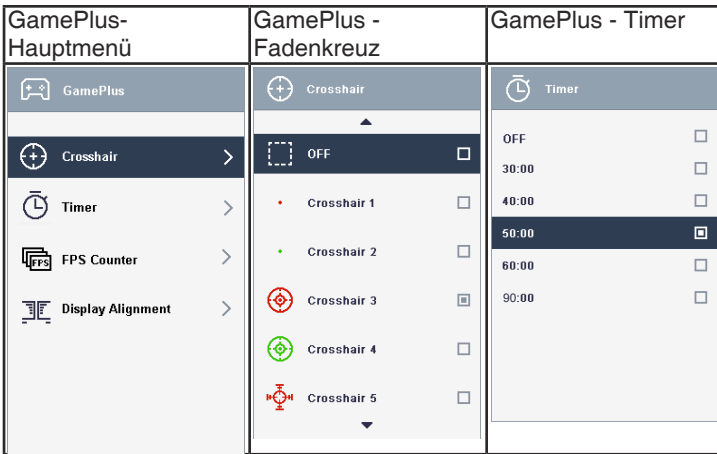 GamePlus-
Hauptmenü
GamePlus -
Fadenkreuz
GamePlus - Timer
GamePlus
Crosshair
Timer
FPS Counter
FPS
Display Alignment
Crosshair
OFF
Crosshair 1
Crosshair 2
Crosshair 3
Crosshair 4
Crosshair 5
Timer
OFF
30:00
40:00
50:00
60:00
90:00